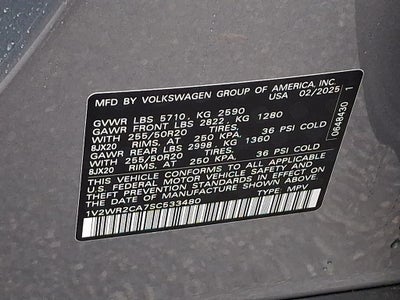 MFD BY VOLKSWAGEN GROUP OF AMERICA, INC.
USA 02/2025
GVWR LBS 5710, KG 2590
GAWR FRONT LBS 2822, KG 1280
WITH 255/50R20
8JX20 RIMS, AT 250 KPA, 36 PSI COLD
GAWR REAR LBS 2998, KG 1360
WITH 255/50R20
8JX20 RIMS, AT 250 KPA, 36 PSI COLD
THIS VEHICLE CONFORMS TO ALL APPLICABLE
U.S. FEDERAL MOTOR VEHICLE SAFETY AND
THEFT PREVENTION STANDARDS IN EFFECT ON
THE DATE OF MANUFACTURE SHOWN ABOVE.
1V2WR2CA7SC533480 TYPE: MPV
0648430 1